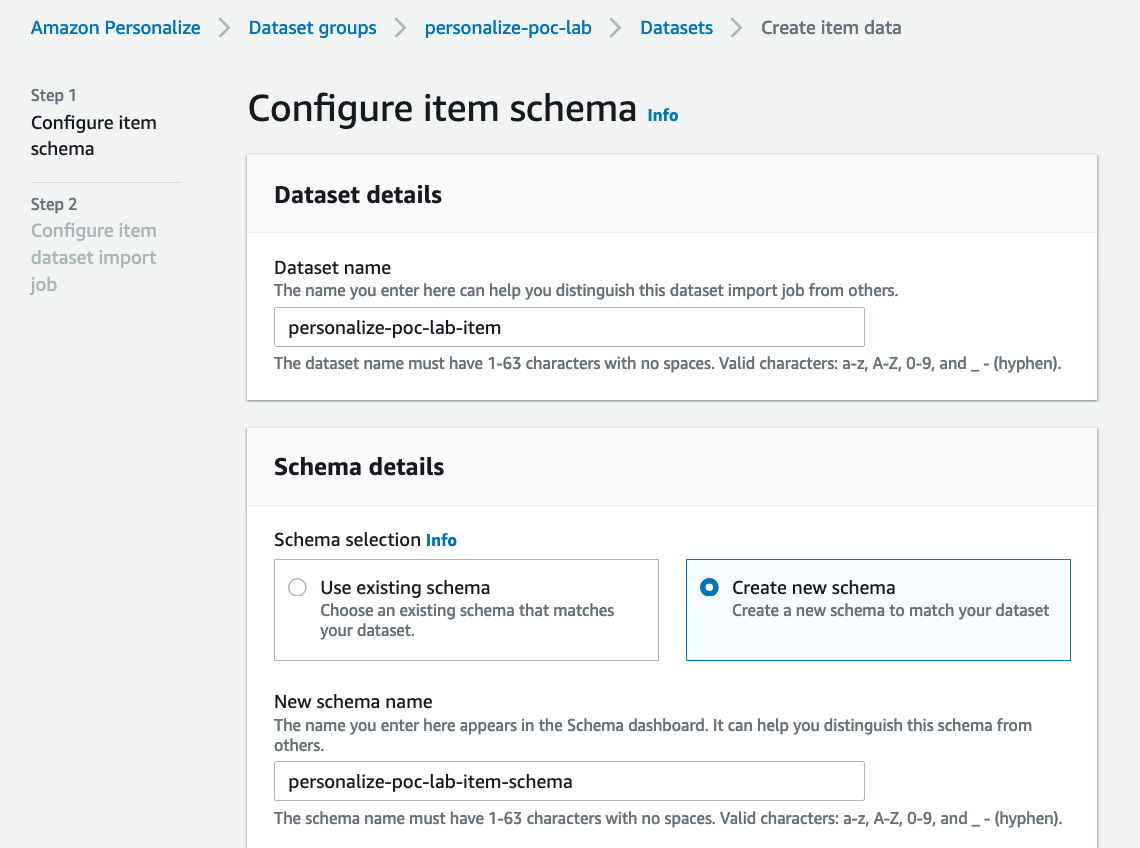 Amazon Personalize > Dataset groups > personalize-poc-lab > Datasets > Create item data
Step 1
Configure item
schema
Step 2
Configure item
dataset import
job
Configure item schema Info
Dataset details
Dataset name
The name you enter here can help you distinguish this dataset import job from others.
personalize-poc-lab-item
The dataset name must have 1-63 characters with no spaces. Valid characters: a-z, A-Z, 0-9, and _ - (hyphen).
Schema details
Schema selection Info
Use existing schema
Choose an existing schema that matches
your dataset.
Create new schema
Create a new schema to match your dataset
New schema name
The name you enter here appears in the Schema dashboard. It can help you distinguish this schema from
others.
personalize-poc-lab-item-schema
The schema name must have 1-63 characters with no spaces. Valid characters: a-z, A-Z, 0-9, and _ - (hyphen).